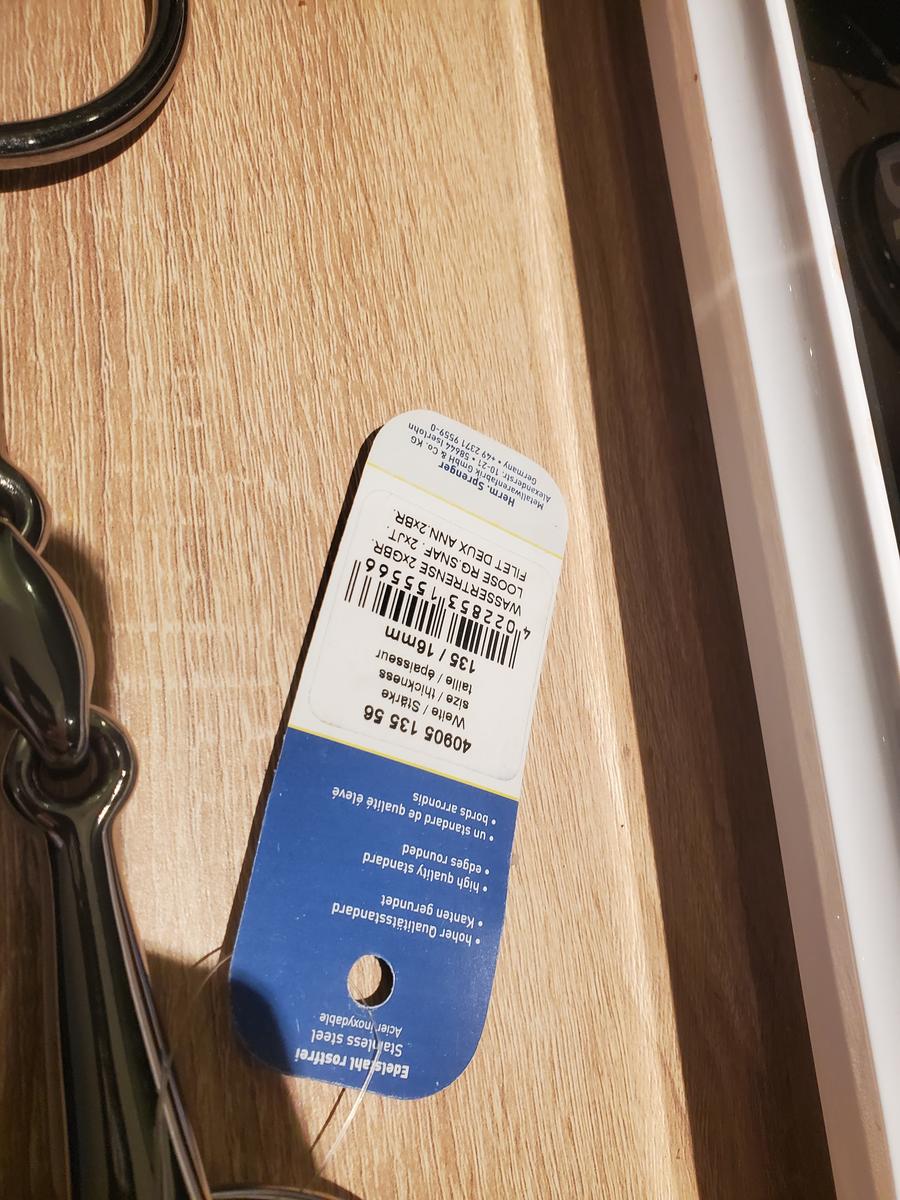 Edelstahl rostfrei
Stainless steel
Acier inoxydable
• hoher Qualitätsstandard
• Kanten gerundet
• high quality standard
• edges rounded
• un standard de qualité élevé
• bords arrondis
40905 135 56
Weite / Stärke
size / thickness
taille / épaisseur
135 / 16mm
4 022853 155566
WASSERTRENSE 2xGBR.
LOOSE RG.SNAF. 2xJT.
FILET DEUX ANN.2xBR.
Herm. Sprenger
Metallwarenfabrik GmbH & Co. KG
Alexanderstr. 10-21 • 58644 Iserlohn
Germany • +49 2371 9559-0